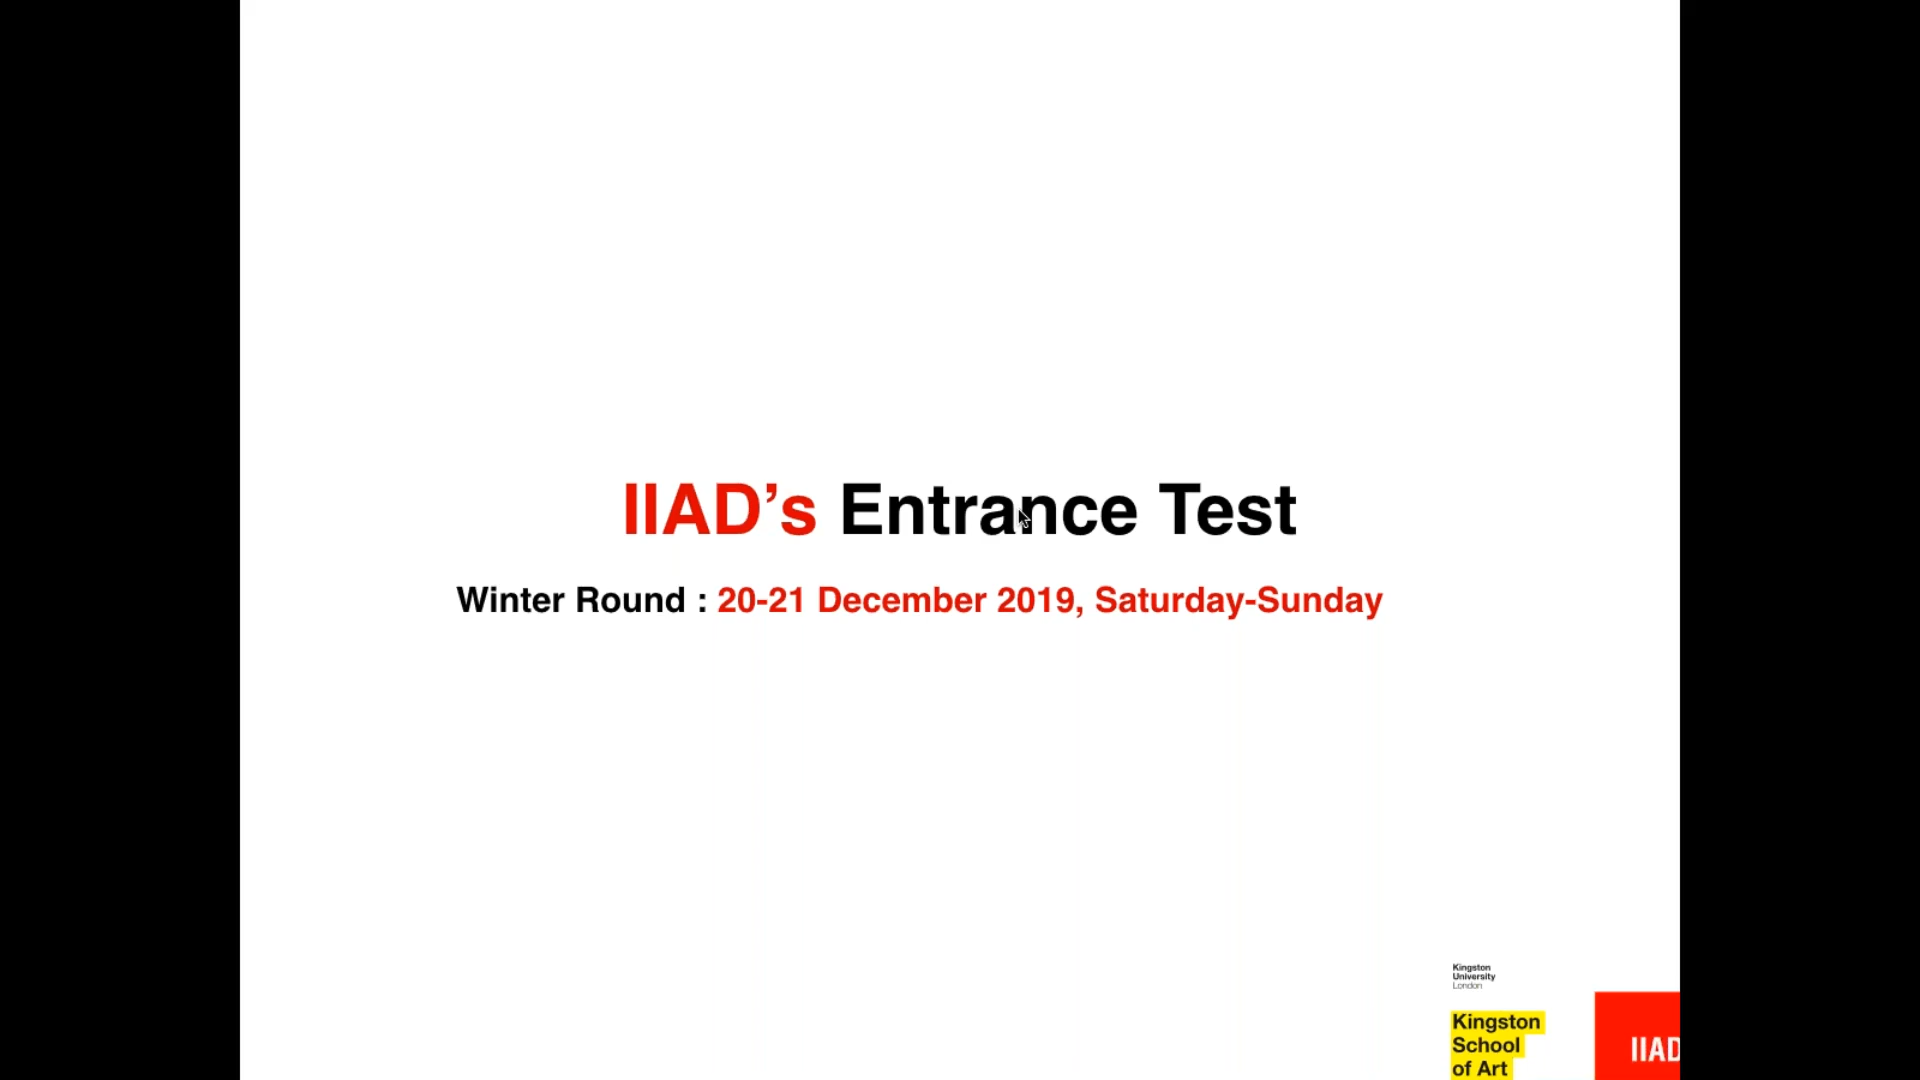 IIAD’s Entrance Test
Winter Round : 20-21 December 2019, Saturday-Sunday
Kingston
University
London
Kingston
School
of Art
IIAD